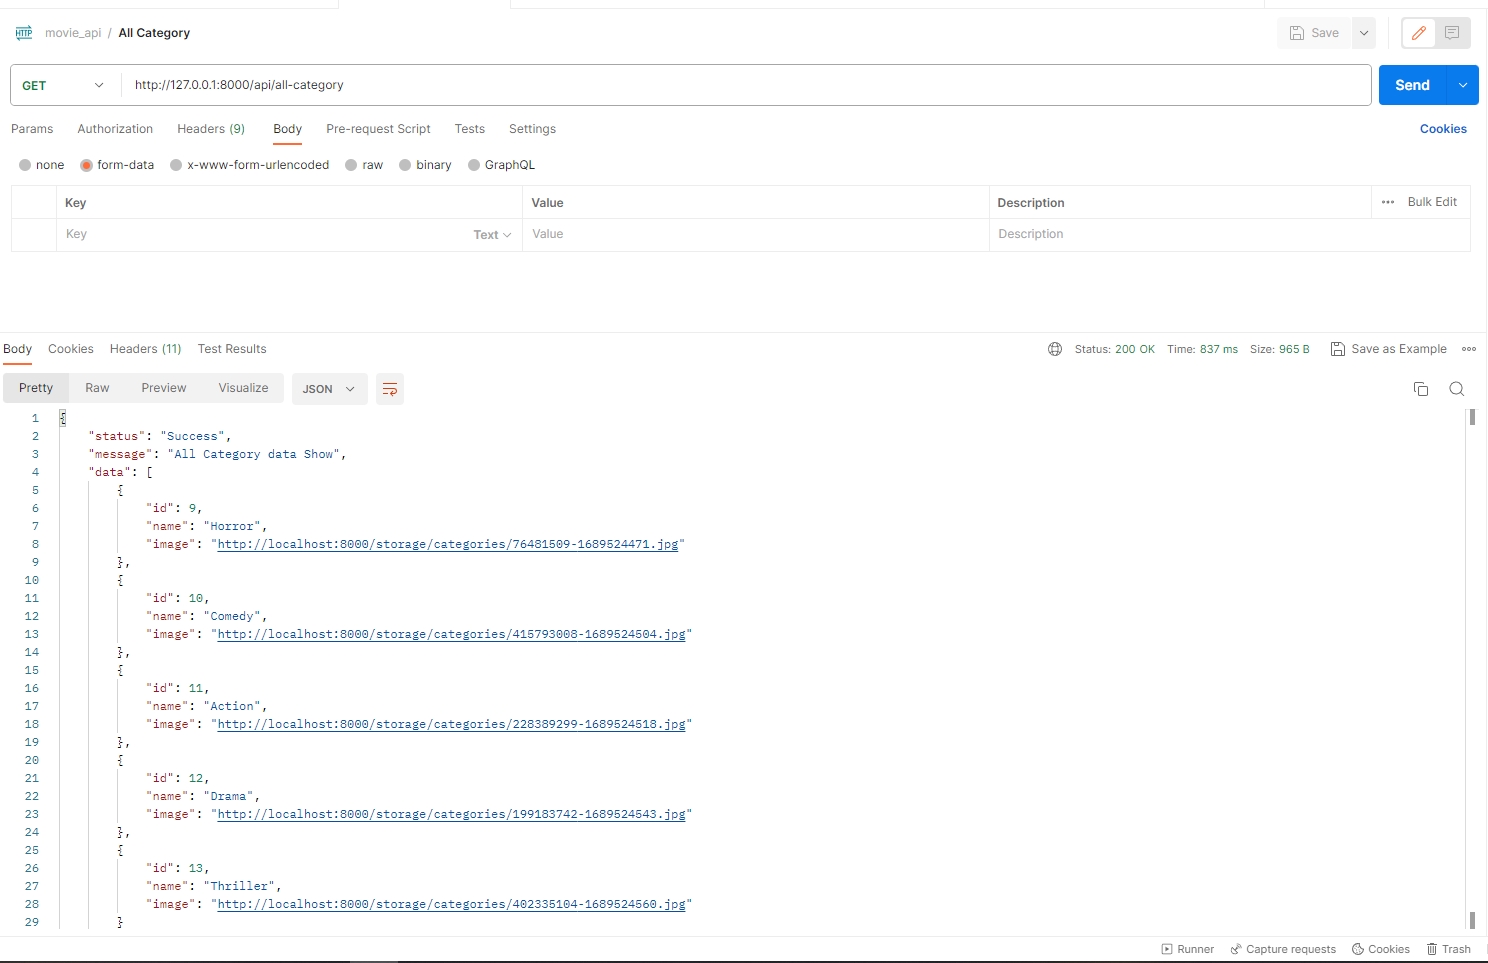 HTTP movie_api / All Category Save
GET http://127.0.0.1:8000/api/all-category Send
Params Authorization Headers (9) Body Pre-request Script Tests Settings Cookies
none form-data x-www-form-urlencoded raw binary GraphQL
Key Value Description ••• Bulk Edit
Key Text Value Description
Body Cookies Headers (11) Test Results Status: 200 OK Time: 837 ms Size: 965 B Save as Example
Pretty Raw Preview Visualize JSON
1 {
2 "status": "Success",
3 "message": "All Category data Show",
4 "data": [
5 {
6 "id": 9,
7 "name": "Horror",
8 "image": "http://localhost:8000/storage/categories/76481509-1689524471.jpg"
9 },
10 {
11 "id": 10,
12 "name": "Comedy",
13 "image": "http://localhost:8000/storage/categories/415793008-1689524504.jpg"
14 },
15 {
16 "id": 11,
17 "name": "Action",
18 "image": "http://localhost:8000/storage/categories/228389299-1689524518.jpg"
19 },
20 {
21 "id": 12,
22 "name": "Drama",
23 "image": "http://localhost:8000/storage/categories/199183742-1689524543.jpg"
24 },
25 {
26 "id": 13,
27 "name": "Thriller",
28 "image": "http://localhost:8000/storage/categories/402335104-1689524560.jpg"
29 }
Runner Capture requests Cookies Trash